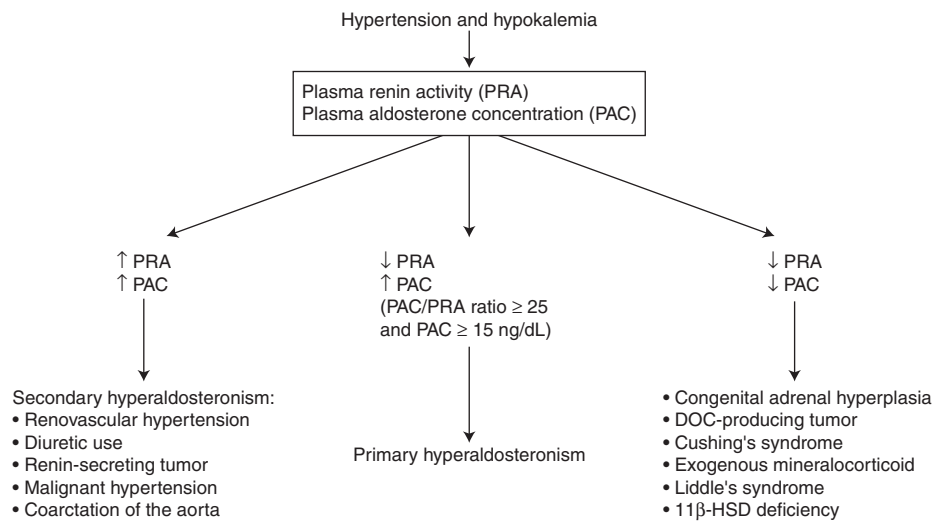 Hypertension and hypokalemia
Plasma renin activity (PRA)
Plasma aldosterone concentration (PAC)
↑ PRA
↑ PAC
↓ PRA
↑ PAC
(PAC/PRA ratio ≥ 25
and PAC ≥ 15 ng/dL)
↓ PRA
↓ PAC
Secondary hyperaldosteronism:
• Renovascular hypertension
• Diuretic use
• Renin-secreting tumor
• Malignant hypertension
• Coarctation of the aorta
Primary hyperaldosteronism
• Congenital adrenal hyperplasia
• DOC-producing tumor
• Cushing's syndrome
• Exogenous mineralocorticoid
• Liddle's syndrome
• 11β-HSD deficiency